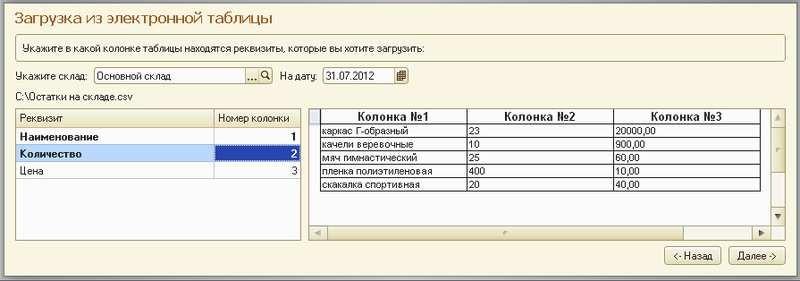 Загрузка из электронной таблицы
Укажите в какой колонке таблицы находятся реквизиты, которые вы хотите загрузить:
Укажите склад: Основной склад ... На дату: 31.07.2012
C:\Остатки на складе.csv
Реквизит Номер колонки
Наименование 1
Количество 2
Цена 3
Колонка №1 Колонка №2 Колонка №3
каркас Г-образный 23 20000,00
качели веревочные 10 900,00
мяч гимнастический 25 60,00
пленка полиэтиленовая 400 10,00
скакалка спортивная 20 40,00
<- Назад Далее ->